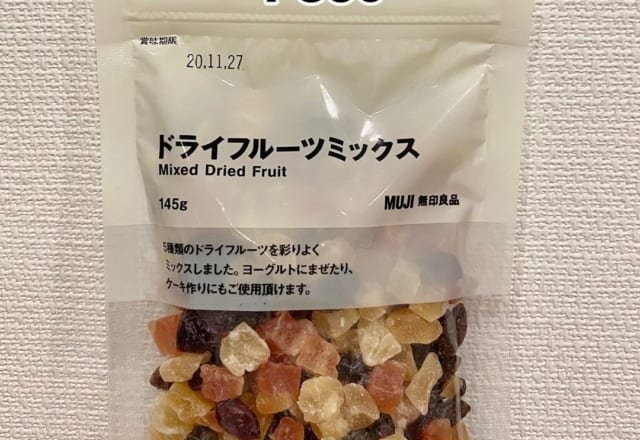 賞味期限
20.11.27
ドライフルーツミックス
Mixed Dried Fruit
145g
MUJI 無印良品
5種類のドライフルーツを彩りよく
ミックスしました。ヨーグルトにまぜたり、
ケーキ作りにもご使用頂けます。